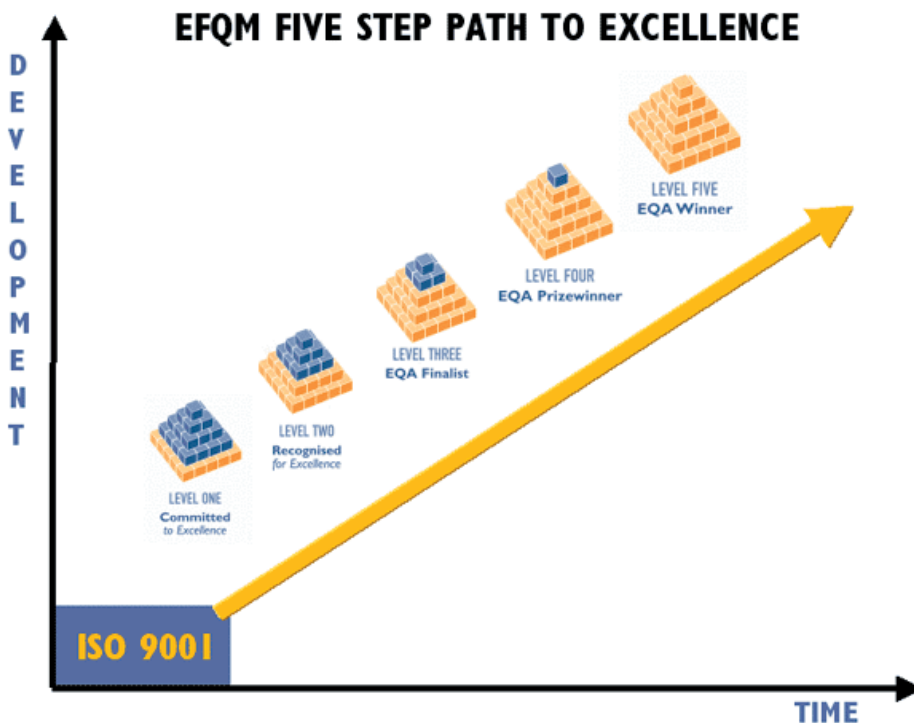 EFQM FIVE STEP PATH TO EXCELLENCE
DEVELOPMENT
LEVEL FIVE
EQA Winner
LEVEL FOUR
EQA Prizewinner
LEVEL THREE
EQA Finalist
LEVEL TWO
Recognised
for Excellence
LEVEL ONE
Committed
to Excellence
ISO 9001
TIME